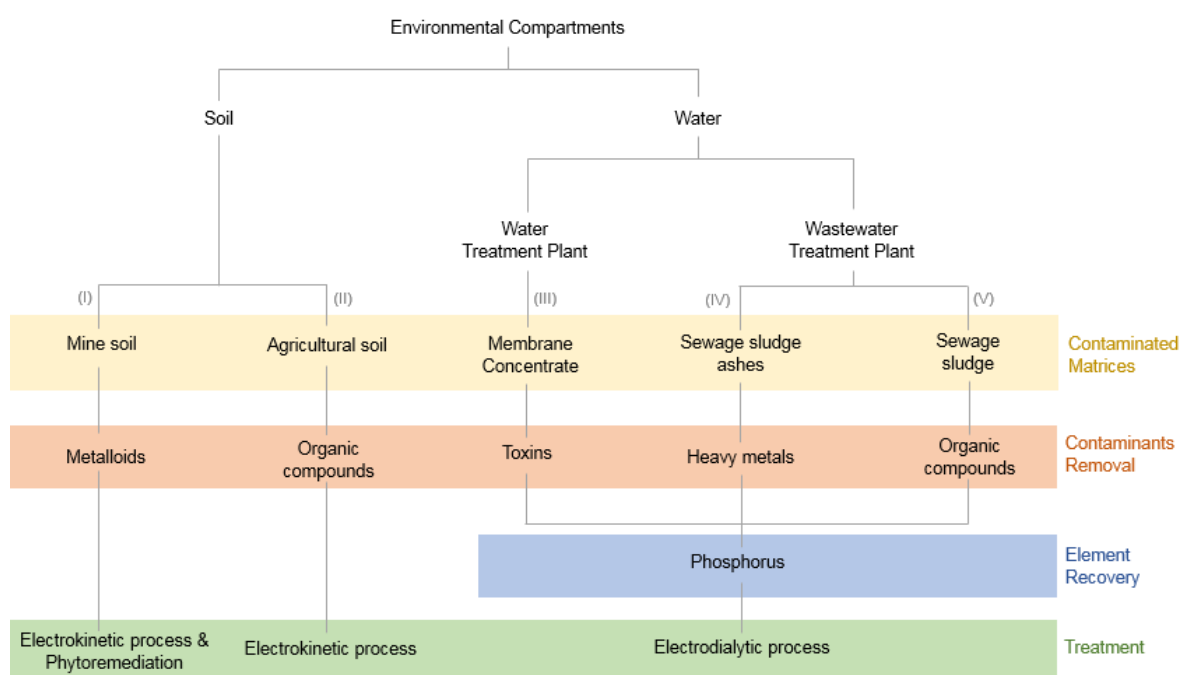 Environmental Compartments
Soil
Water
Water
Treatment Plant
Wastewater
Treatment Plant
(I)
(II)
(III)
(IV)
(V)
Mine soil
Agricultural soil
Membrane
Concentrate
Sewage sludge
ashes
Sewage
sludge
Contaminated
Matrices
Metalloids
Organic
compounds
Toxins
Heavy metals
Organic
compounds
Contaminants
Removal
Phosphorus
Element
Recovery
Electrokinetic process &
Phytoremediation
Electrokinetic process
Electrodialytic process
Treatment